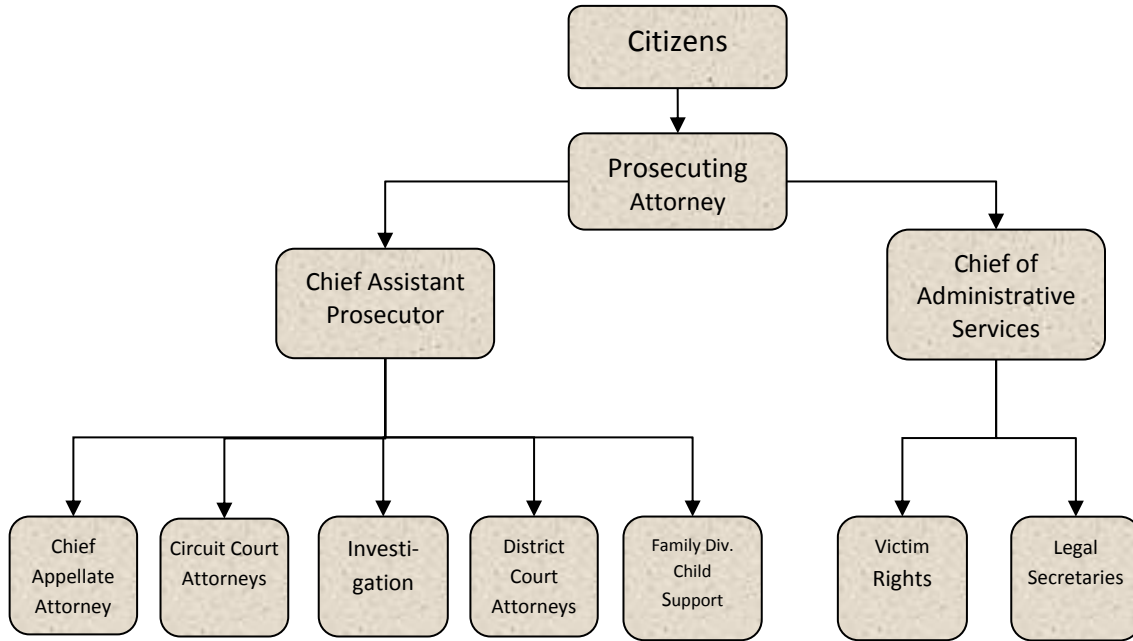 Citizens
Prosecuting
Attorney
Chief Assistant
Prosecutor
Chief of
Administrative
Services
Chief
Appellate
Attorney
Circuit Court
Attorneys
Investi-
gation
District
Court
Attorneys
Family Div.
Child
Support
Victim
Rights
Legal
Secretaries